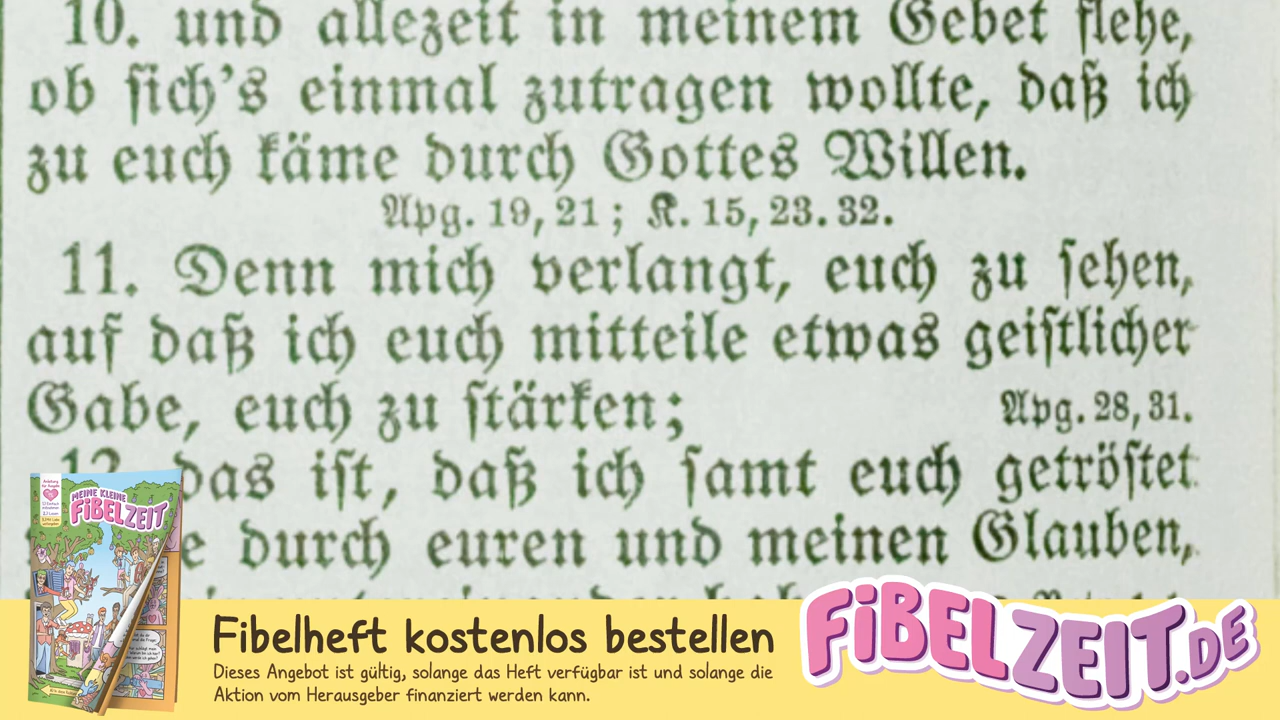 10. und allezeit in meinem Gebet flehe,
ob sich's einmal zutragen wollte, daß ich
zu euch käme durch Gottes Willen.
Apg. 19, 21; K. 15, 23. 32.
11. Denn mich verlangt, euch zu sehen,
auf daß ich euch mitteile etwas geistlicher
Gabe, euch zu stärken;
Apg. 28, 31.
12. das ist, daß ich samt euch getröstet
durch euren und meinen Glauben,
MEINE KLEINE
FiBELZEIT
Fibelheft kostenlos bestellen
Dieses Angebot ist gültig, solange das Heft verfügbar ist und solange die
Aktion vom Herausgeber finanziert werden kann.
FiBELZEIT.DE